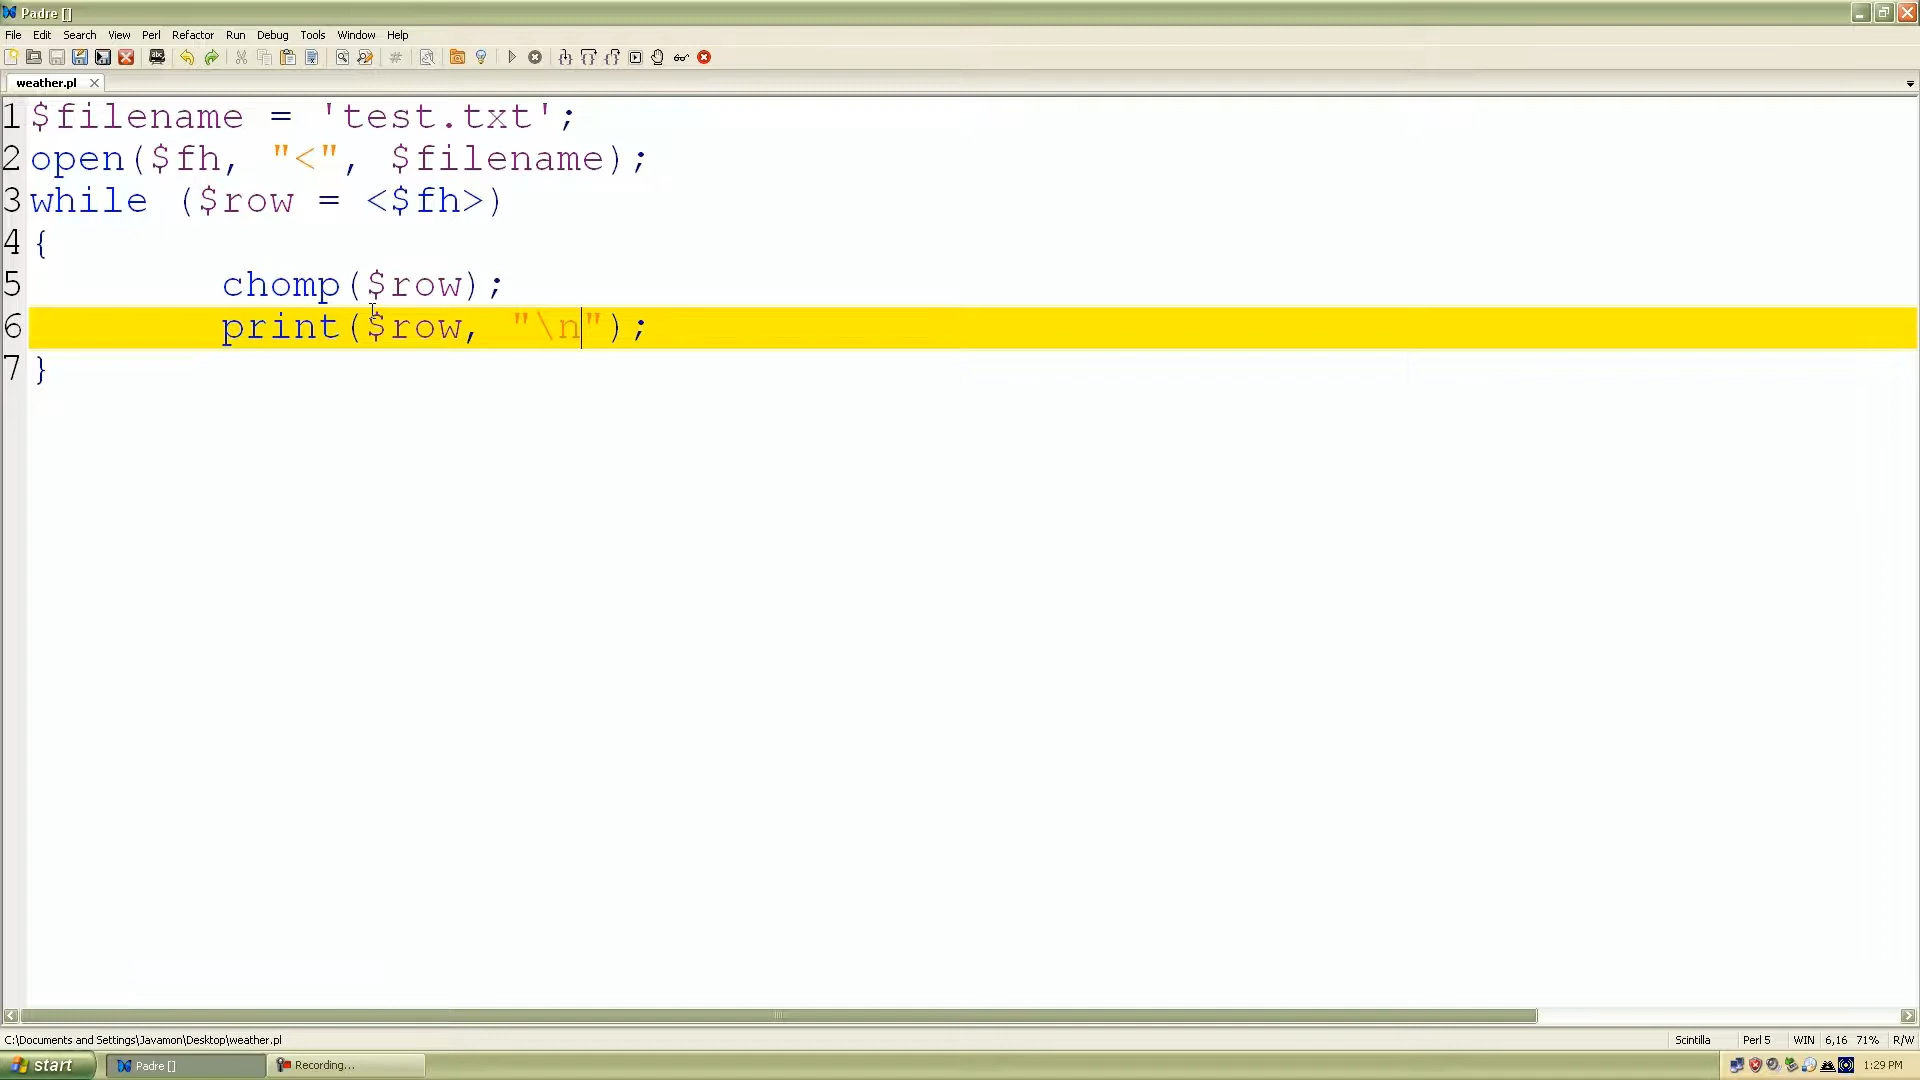 Padre []
File Edit Search View Perl Refactor Run Debug Tools Window Help
weather.pl
1 $filename = 'test.txt';
2 open($fh, "<", $filename);
3 while ($row = <$fh>)
4 {
5 chomp($row);
6 print($row, "\n");
7 }
C:\Documents and Settings\Javamon\Desktop\weather.pl Scintilla Perl 5 WIN 6,16 71% R/W
start Padre [] Recording... 1:29 PM